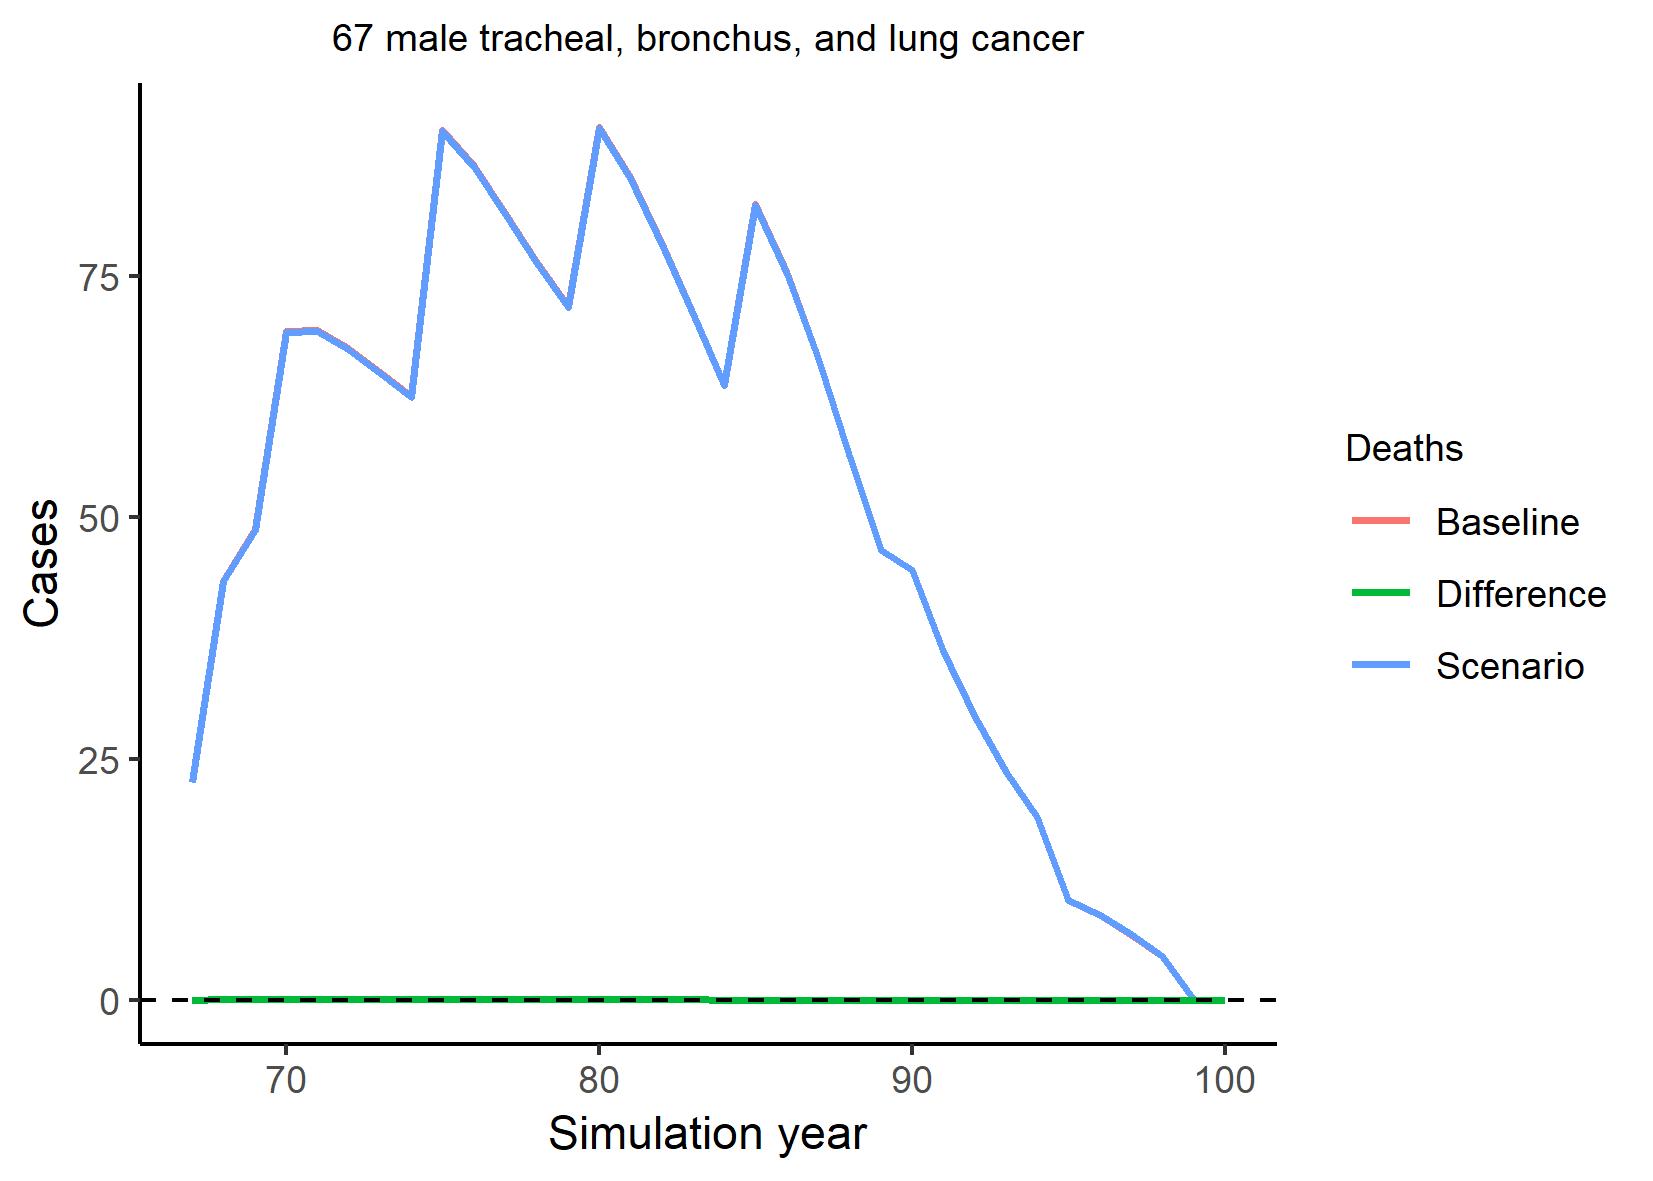 67 male tracheal, bronchus, and lung cancer
Cases
75
50
25
0
70
80
90
100
Simulation year
Deaths
Baseline
Difference
Scenario